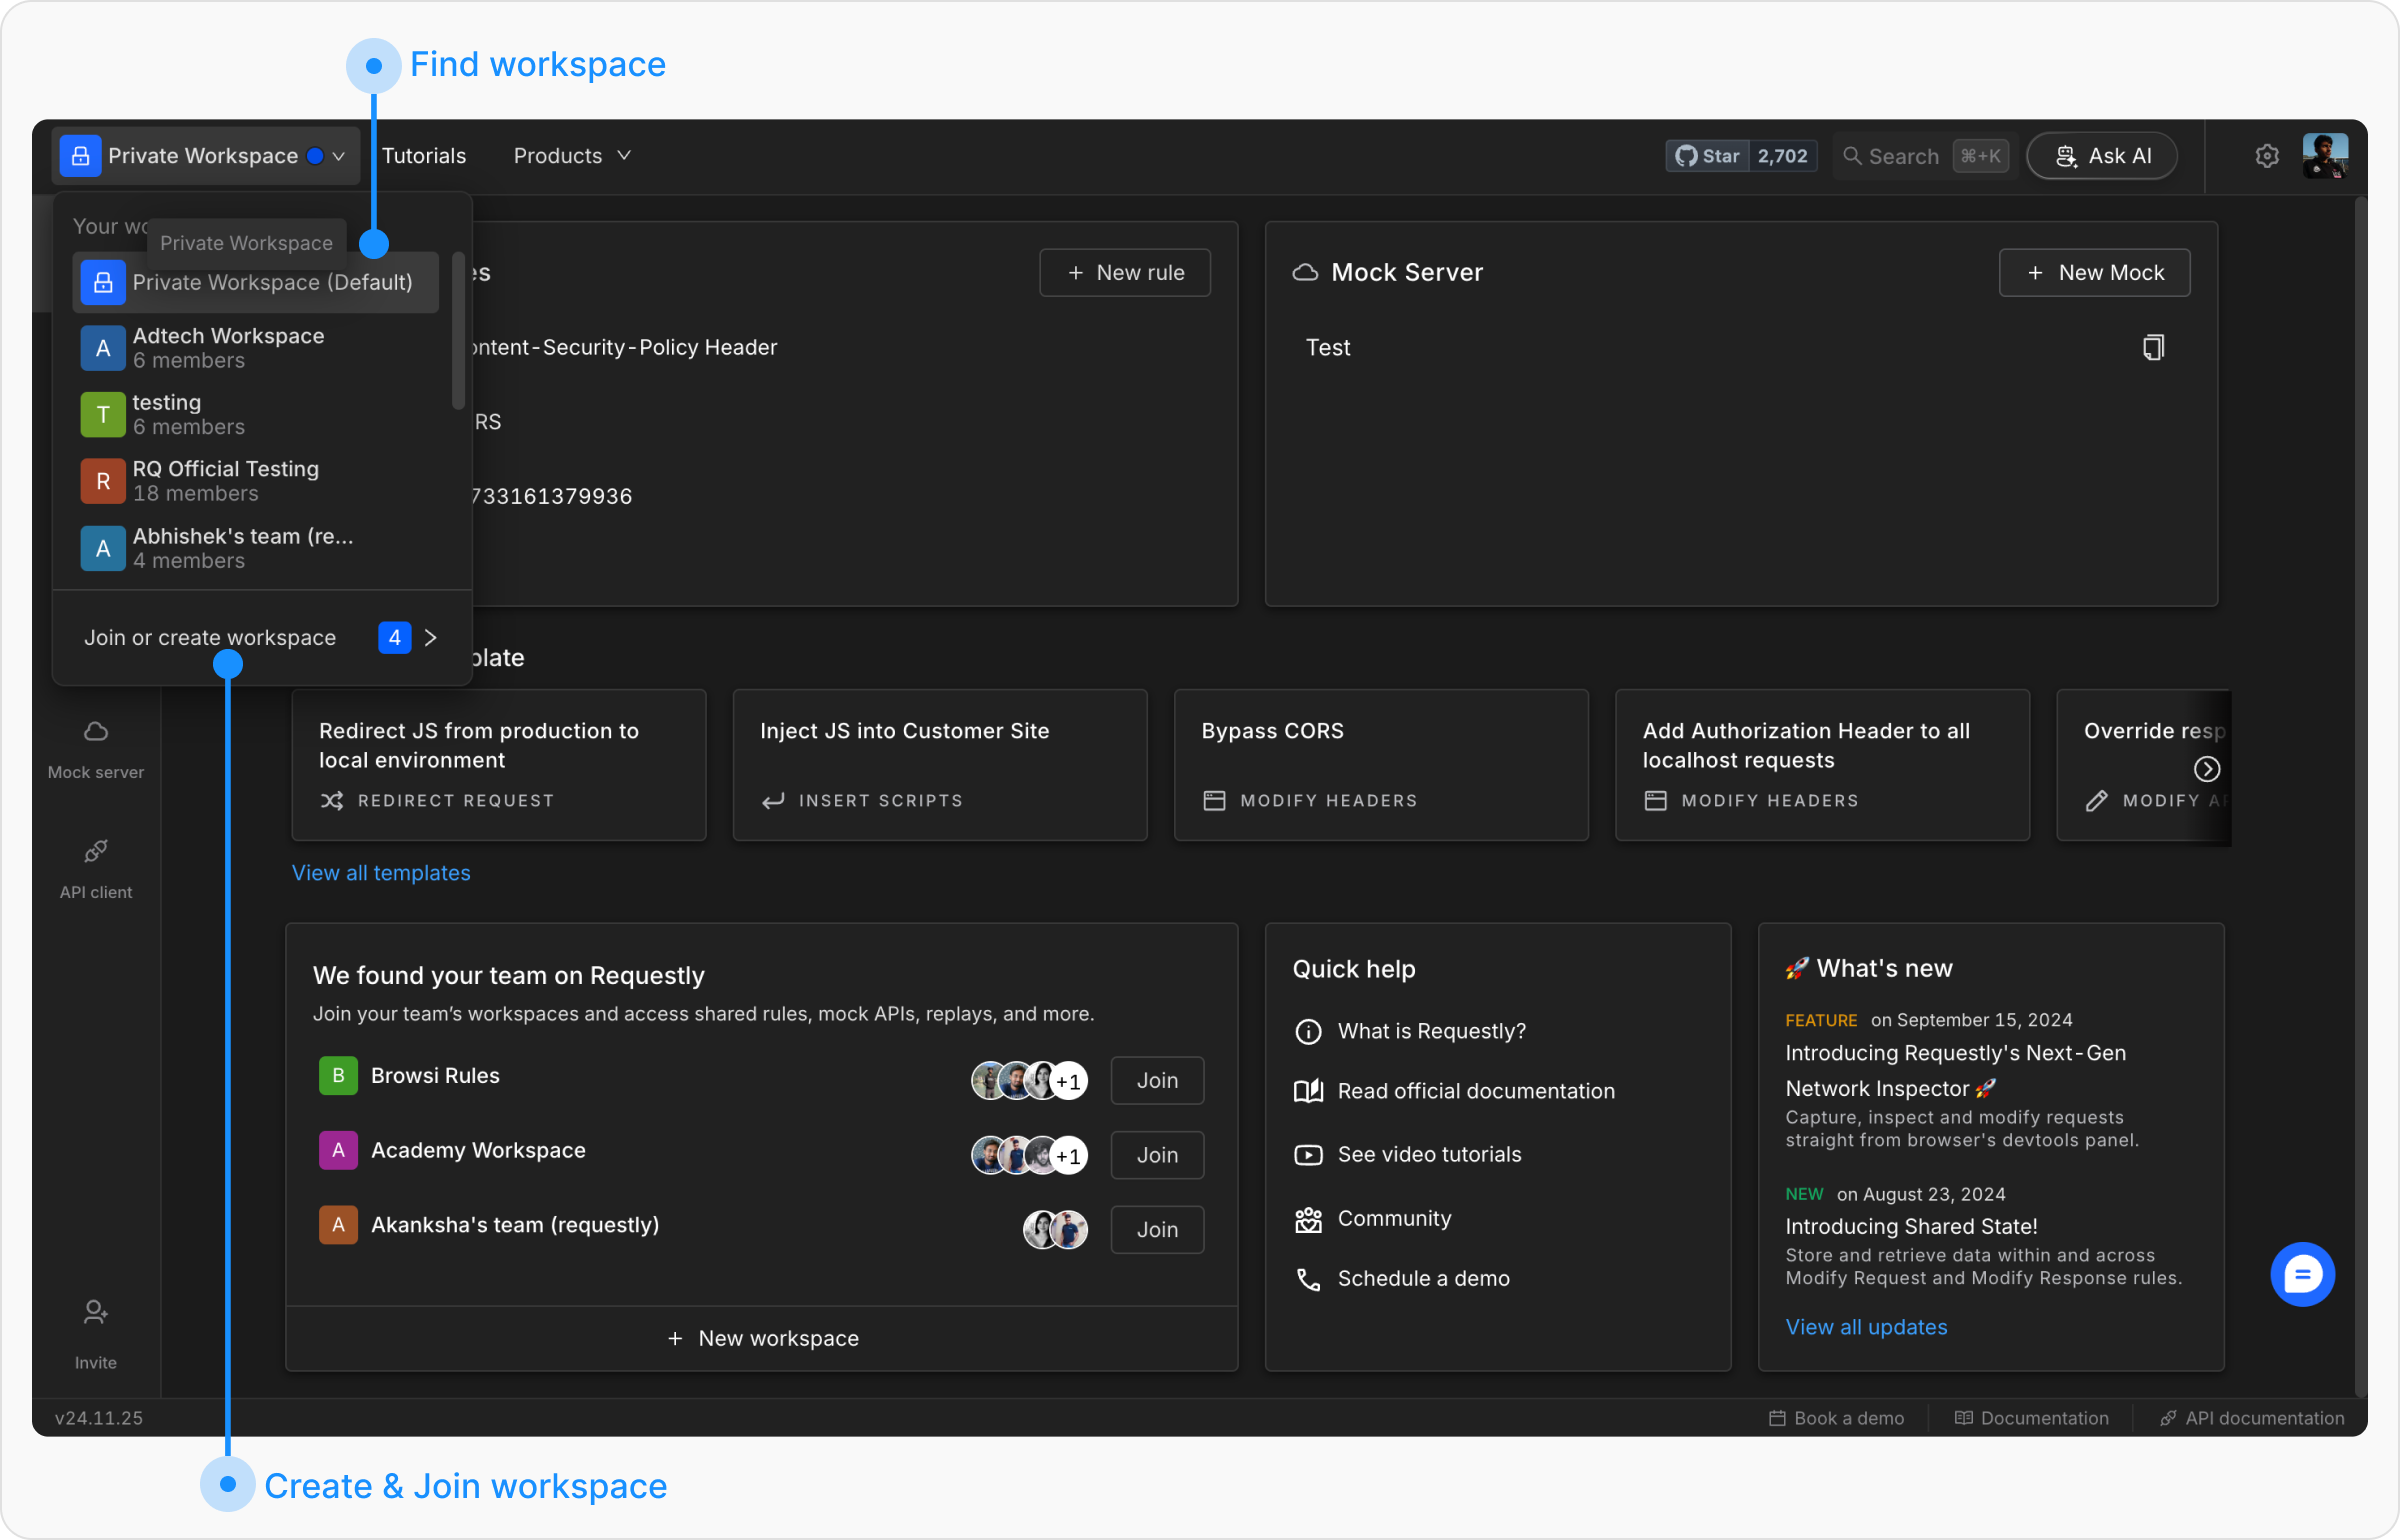 Find workspace
Private Workspace
Tutorials
Products
Star 2,702
Search ⌘+K
Ask AI
Your wo
Private Workspace
Private Workspace (Default)
A
Adtech Workspace
6 members
T
testing
6 members
R
RQ Official Testing
18 members
A
Abhishek's team (re...
4 members
Join or create workspace 4
es
+ New rule
ontent-Security-Policy Header
RS
733161379936
Mock Server
+ New Mock
Test
plate
Redirect JS from production to
local environment
REDIRECT REQUEST
Inject JS into Customer Site
INSERT SCRIPTS
Bypass CORS
MODIFY HEADERS
Add Authorization Header to all
localhost requests
MODIFY HEADERS
Override resp
MODIFY AP
View all templates
Mock server
API client
Invite
We found your team on Requestly
Join your team’s workspaces and access shared rules, mock APIs, replays, and more.
B Browsi Rules +1 Join
A Academy Workspace +1 Join
A Akanksha's team (requestly) Join
+ New workspace
Quick help
What is Requestly?
Read official documentation
See video tutorials
Community
Schedule a demo
🚀 What's new
FEATURE on September 15, 2024
Introducing Requestly's Next-Gen
Network Inspector 🚀
Capture, inspect and modify requests
straight from browser's devtools panel.
NEW on August 23, 2024
Introducing Shared State!
Store and retrieve data within and across
Modify Request and Modify Response rules.
View all updates
v24.11.25
Book a demo
Documentation
API documentation
Create & Join workspace